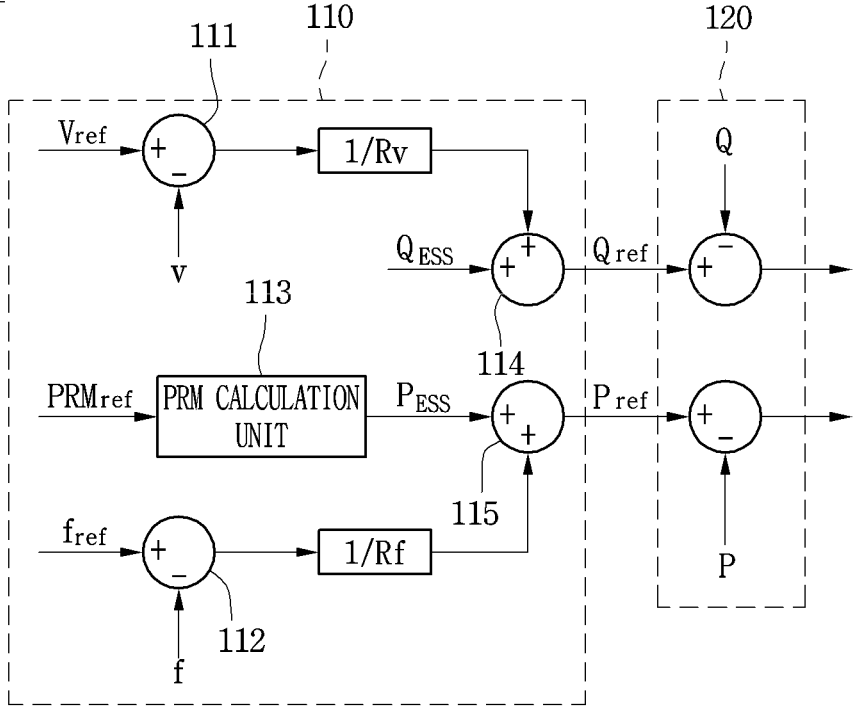 110
120
111
Vref
+
−
1/Rv
Q
v
+
QESS
+
Qref
−
+
113
114
PRMref
PRM CALCULATION
UNIT
PESS
+
+
Pref
+
−
115
fref
+
−
1/Rf
P
112
f